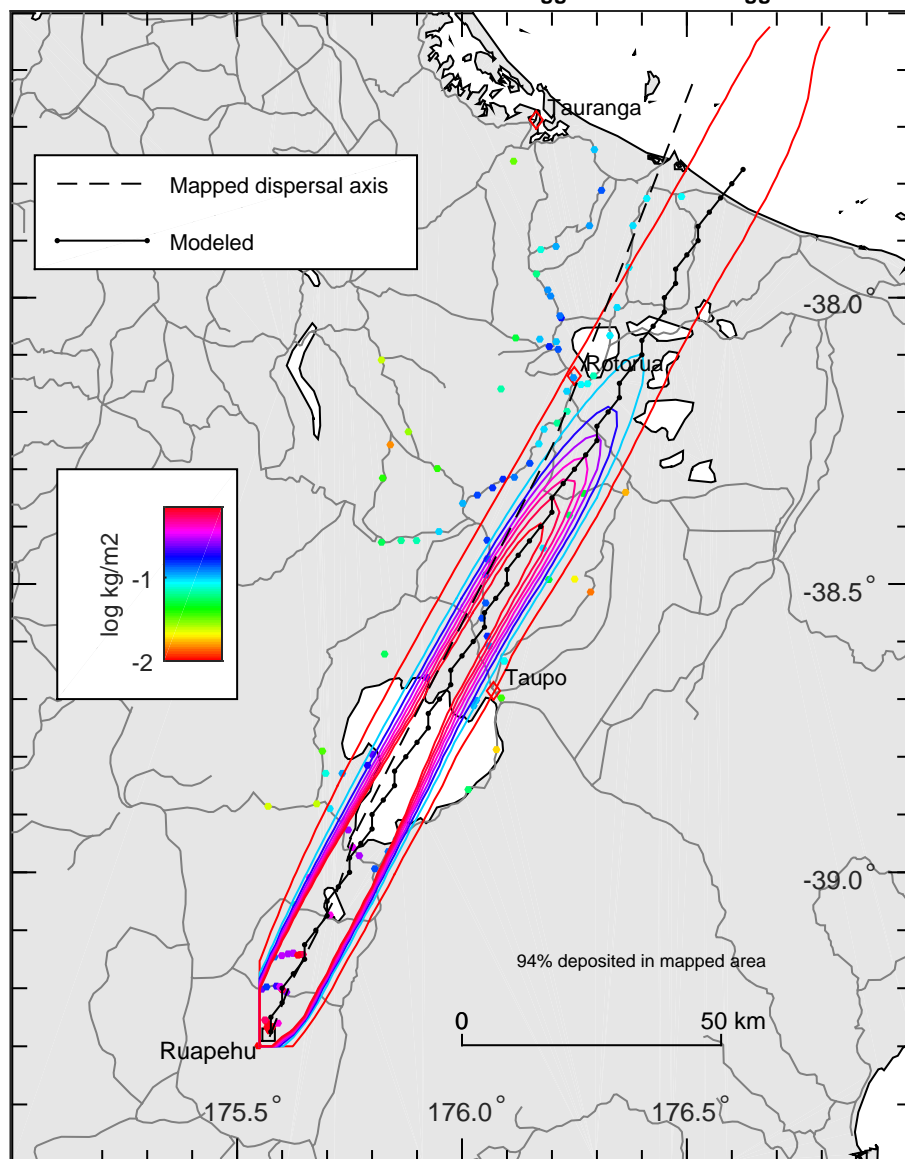 Tauranga
Mapped dispersal axis
Modeled
-38.0°
Rotorua
log kg/m2
-1
-2
-38.5°
Taupo
-39.0°
94% deposited in mapped area
0 50 km
Ruapehu
175.5° 176.0° 176.5°